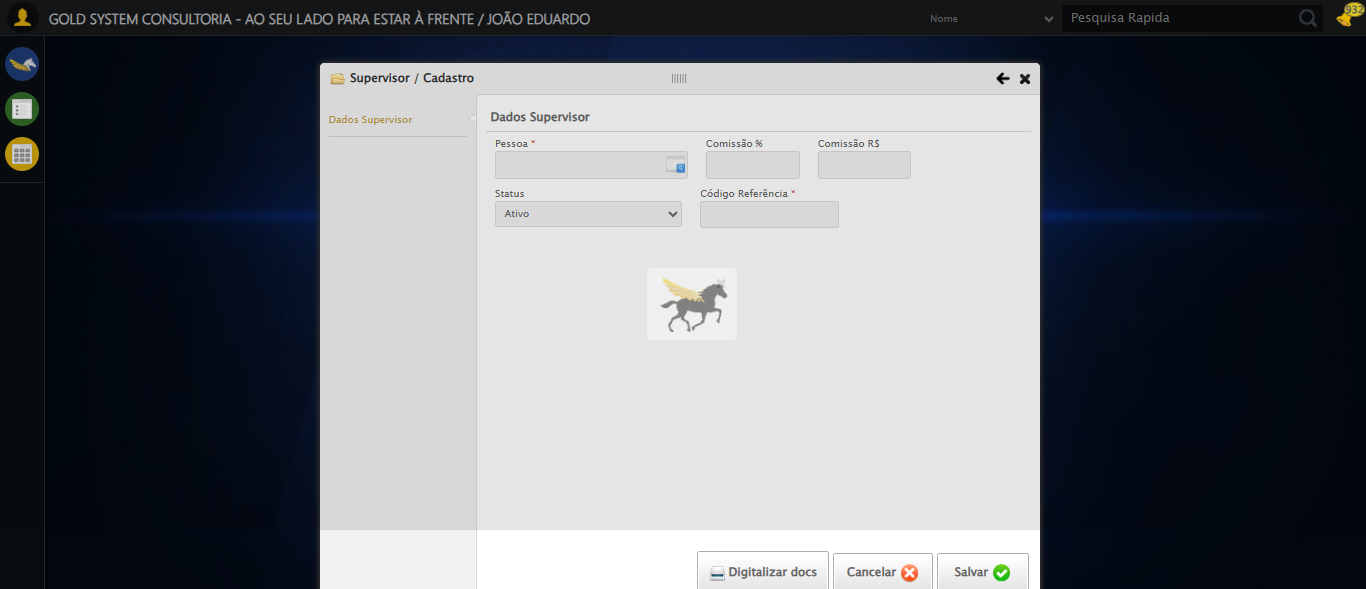 GOLD SYSTEM CONSULTORIA - AO SEU LADO PARA ESTAR À FRENTE / JOÃO EDUARDO
Nome
Pesquisa Rapida
932
Supervisor / Cadastro
Dados Supervisor
Dados Supervisor
Pessoa *
Comissão %
Comissão R$
Status
Código Referência *
Ativo
Digitalizar docs
Cancelar
Salvar